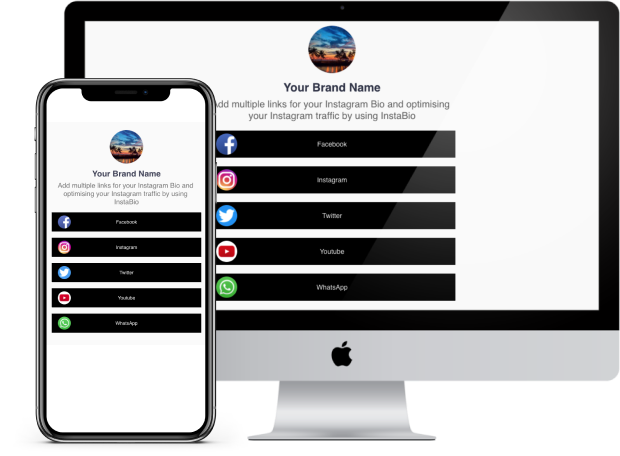 Your Brand Name
Add multiple links for your Instagram Bio and optimising
your Instagram traffic by using InstaBio
Facebook
Instagram
Twitter
Youtube
WhatsApp
Your Brand Name
Add multiple links for your Instagram Bio and
optimising your Instagram traffic by using
InstaBio
Facebook
Instagram
Twitter
Youtube
WhatsApp